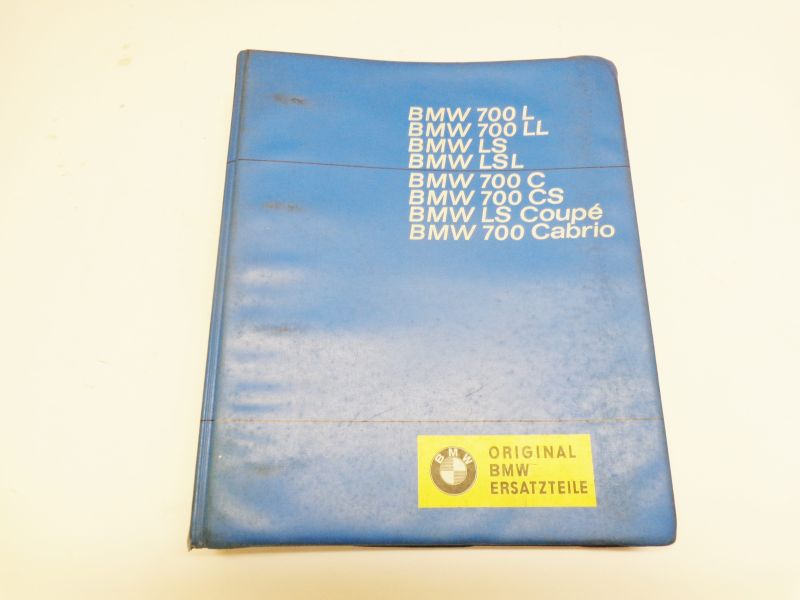 BMW 700 L
BMW 700 LL
BMW LS
BMW LSL
BMW 700 C
BMW 700 CS
BMW LS Coupé
BMW 700 Cabrio
BMW
ORIGINAL
BMW
ERSATZTEILE